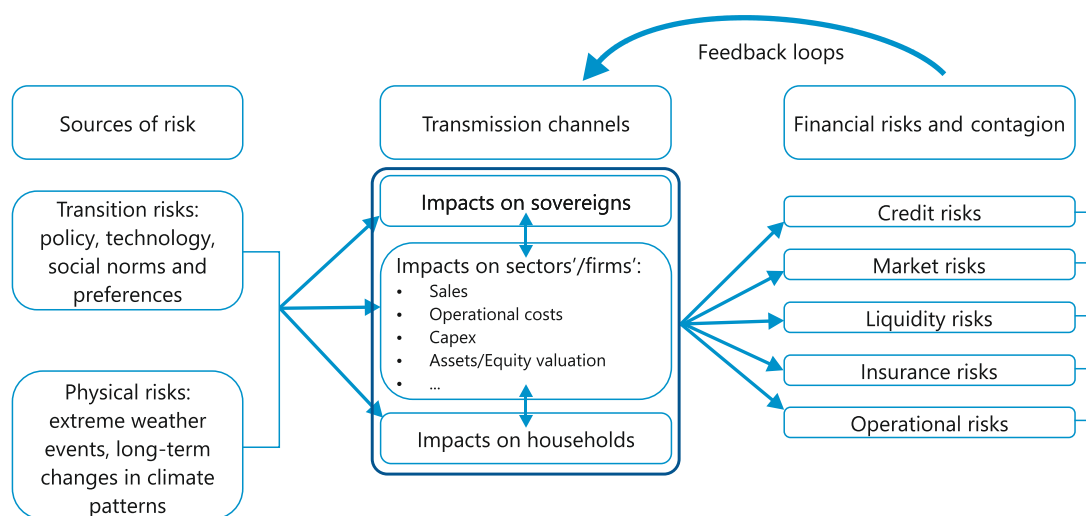 Feedback loops
Sources of risk
Transmission channels
Financial risks and contagion
Transition risks:
policy, technology,
social norms and
preferences
Physical risks:
extreme weather
events, long-term
changes in climate
patterns
Impacts on sovereigns
Impacts on sectors’/firms’:
• Sales
• Operational costs
• Capex
• Assets/Equity valuation
• ...
Impacts on households
Credit risks
Market risks
Liquidity risks
Insurance risks
Operational risks